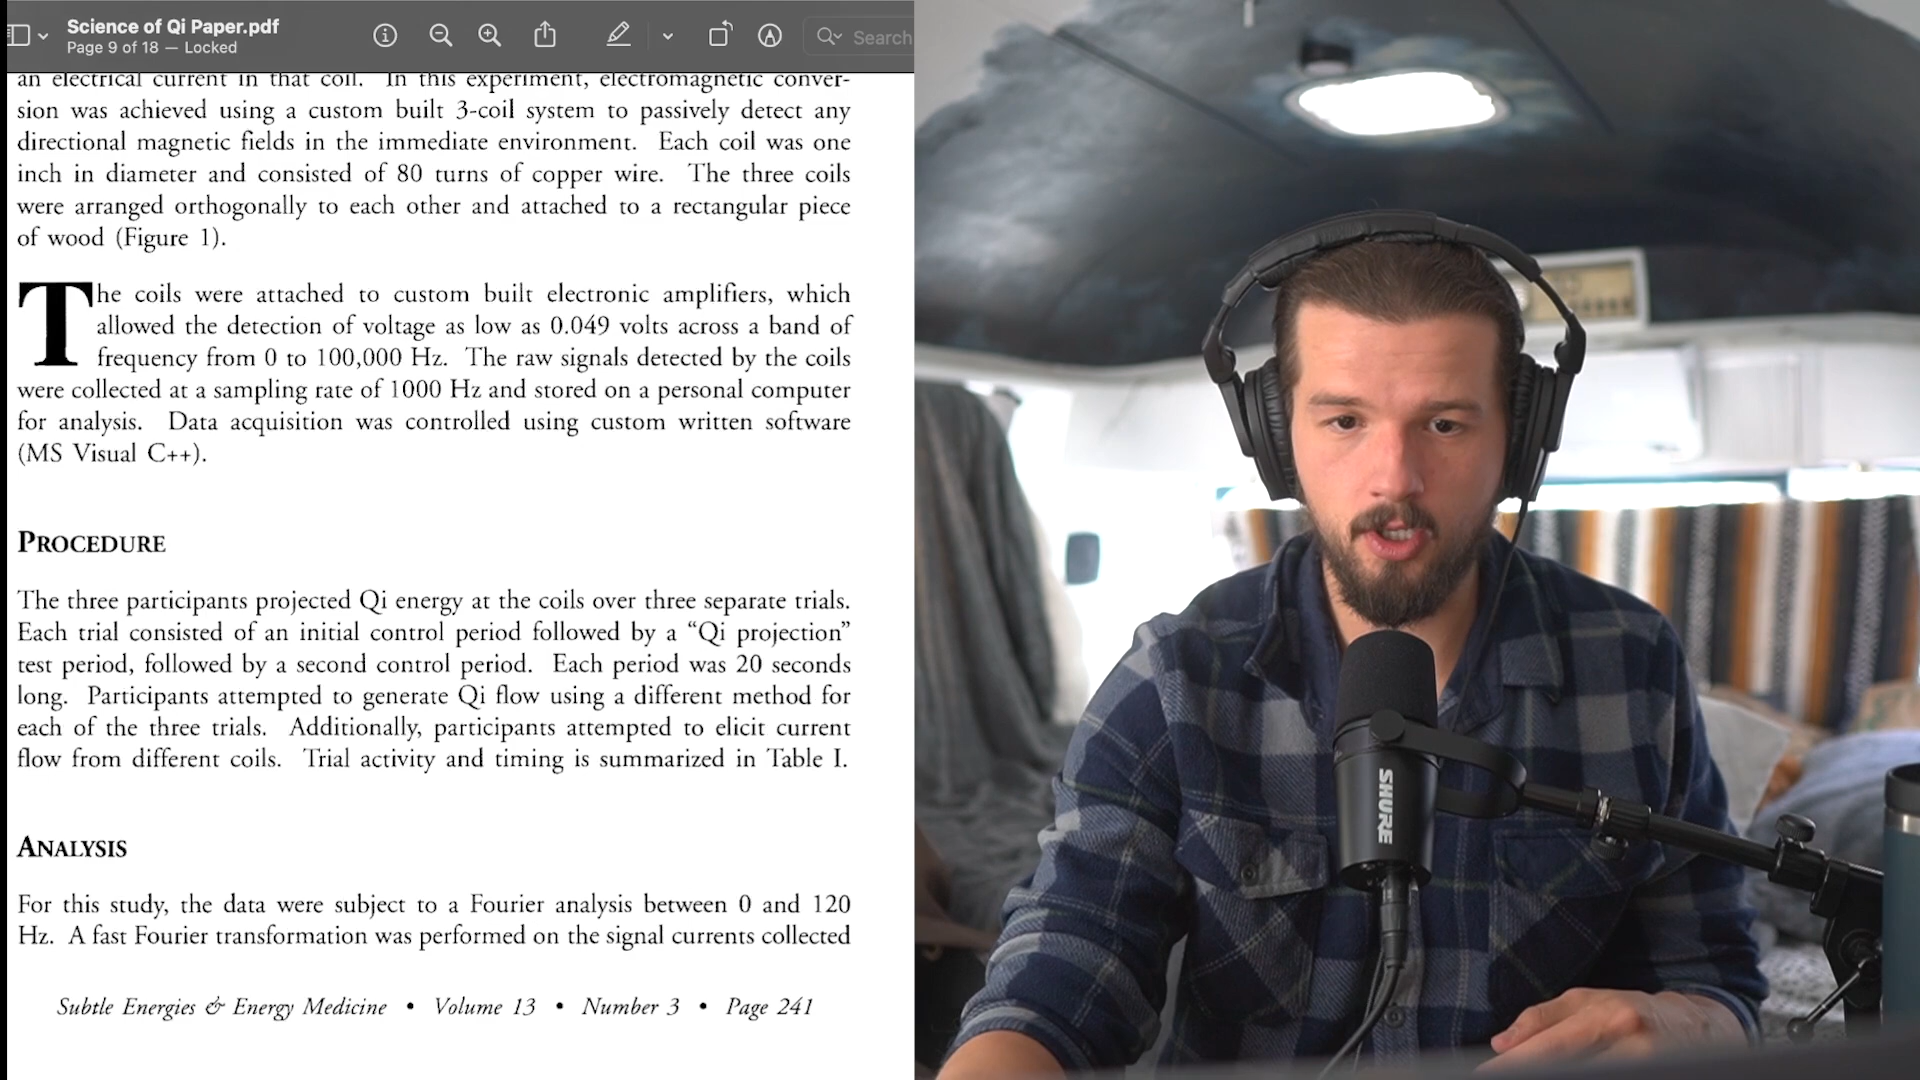 Science of Qi Paper.pdf
Page 9 of 18 — Locked
Search
an electrical current in that coil. In this experiment, electromagnetic conver-
sion was achieved using a custom built 3-coil system to passively detect any
directional magnetic fields in the immediate environment. Each coil was one
inch in diameter and consisted of 80 turns of copper wire. The three coils
were arranged orthogonally to each other and attached to a rectangular piece
of wood (Figure 1).
The coils were attached to custom built electronic amplifiers, which
allowed the detection of voltage as low as 0.049 volts across a band of
frequency from 0 to 100,000 Hz. The raw signals detected by the coils
were collected at a sampling rate of 1000 Hz and stored on a personal computer
for analysis. Data acquisition was controlled using custom written software
(MS Visual C++).
PROCEDURE
The three participants projected Qi energy at the coils over three separate trials.
Each trial consisted of an initial control period followed by a “Qi projection”
test period, followed by a second control period. Each period was 20 seconds
long. Participants attempted to generate Qi flow using a different method for
each of the three trials. Additionally, participants attempted to elicit current
flow from different coils. Trial activity and timing is summarized in Table I.
ANALYSIS
For this study, the data were subject to a Fourier analysis between 0 and 120
Hz. A fast Fourier transformation was performed on the signal currents collected
Subtle Energies & Energy Medicine • Volume 13 • Number 3 • Page 241
SHURE